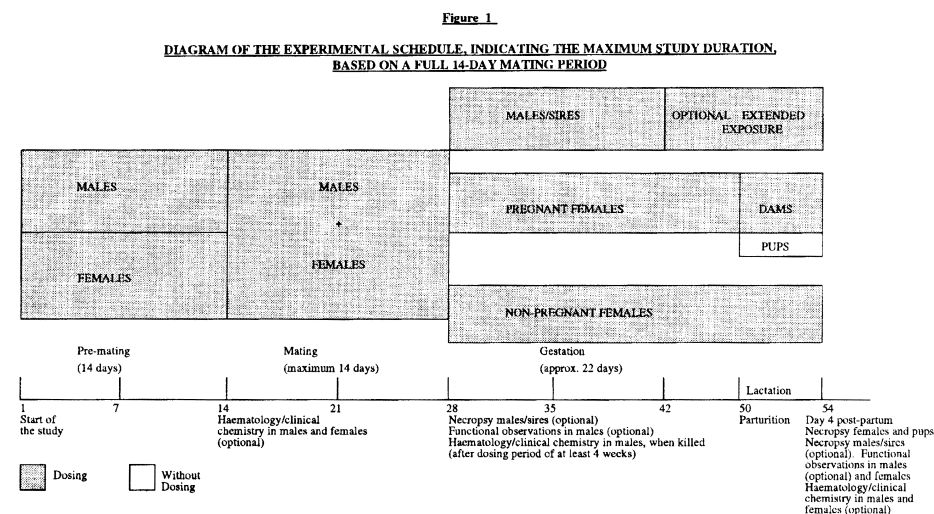 Figure 1
DIAGRAM OF THE EXPERIMENTAL SCHEDULE, INDICATING THE MAXIMUM STUDY DURATION,
BASED ON A FULL 14-DAY MATING PERIOD
MALES/SIRES
OPTIONAL EXTENDED
EXPOSURE
MALES
FEMALES
MALES
+
FEMALES
PREGNANT FEMALES
DAMS
PUPS
NON-PREGNANT FEMALES
Pre-mating
(14 days)
Mating
(maximum 14 days)
Gestation
(approx. 22 days)
Lactation
1
7
14
21
28
35
42
50
54
Start of
the study
Haematology/clinical
chemistry in males and females
(optional)
Necropsy males/sires (optional)
Functional observations in males (optional)
Haematology/clinical chemistry in males, when killed
(after dosing period of at least 4 weeks)
Parturition
Day 4 post-partum
Necropsy females and pups
Necropsy males/sires
(optional). Functional
observations in males
(optional) and females
Haematology/clinical
chemistry in males and
females (optional)
Dosing
Without
Dosing